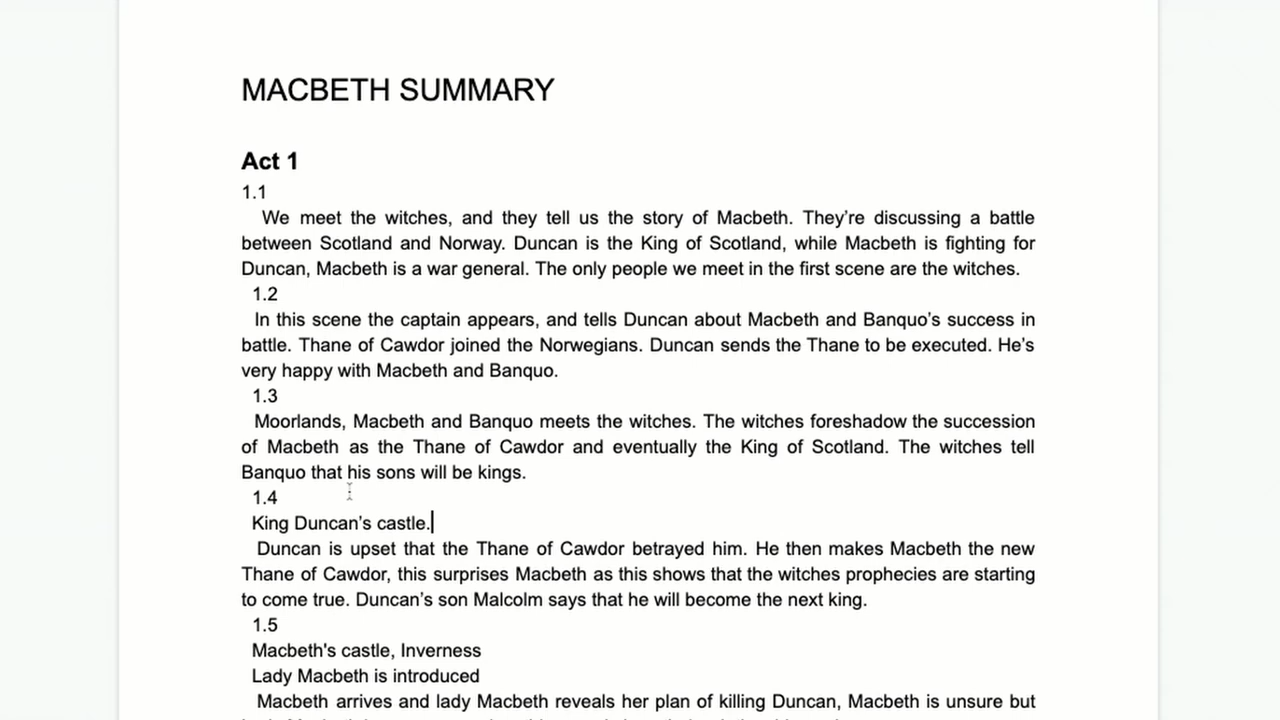 MACBETH SUMMARY
Act 1
1.1
We meet the witches, and they tell us the story of Macbeth. They’re discussing a battle
between Scotland and Norway. Duncan is the King of Scotland, while Macbeth is fighting for
Duncan, Macbeth is a war general. The only people we meet in the first scene are the witches.
1.2
In this scene the captain appears, and tells Duncan about Macbeth and Banquo’s success in
battle. Thane of Cawdor joined the Norwegians. Duncan sends the Thane to be executed. He’s
very happy with Macbeth and Banquo.
1.3
Moorlands, Macbeth and Banquo meets the witches. The witches foreshadow the succession
of Macbeth as the Thane of Cawdor and eventually the King of Scotland. The witches tell
Banquo that his sons will be kings.
1.4
King Duncan’s castle.
Duncan is upset that the Thane of Cawdor betrayed him. He then makes Macbeth the new
Thane of Cawdor, this surprises Macbeth as this shows that the witches prophecies are starting
to come true. Duncan’s son Malcolm says that he will become the next king.
1.5
Macbeth's castle, Inverness
Lady Macbeth is introduced
Macbeth arrives and lady Macbeth reveals her plan of killing Duncan, Macbeth is unsure but